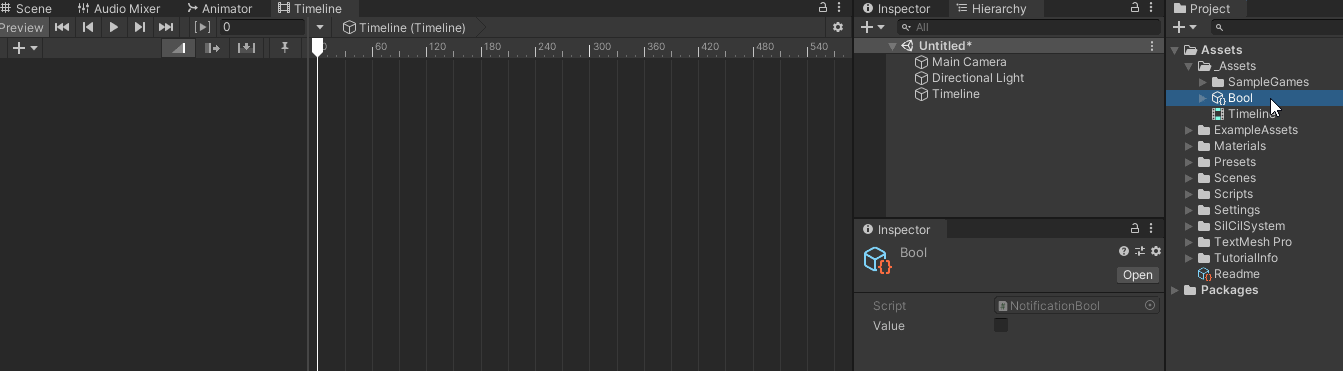 Scene Audio Mixer Animator Timeline
Preview 0 Timeline (Timeline)
0 60 120 180 240 300 360 420 480 540
Inspector Hierarchy
All
Untitled*
Main Camera
Directional Light
Timeline
Inspector
Bool
Open
Script NotificationBool
Value
Project
Assets
_Assets
SampleGames
Bool
Timeline
ExampleAssets
Materials
Presets
Scenes
Scripts
Settings
SilCilSystem
TextMesh Pro
TutorialInfo
Readme
Packages